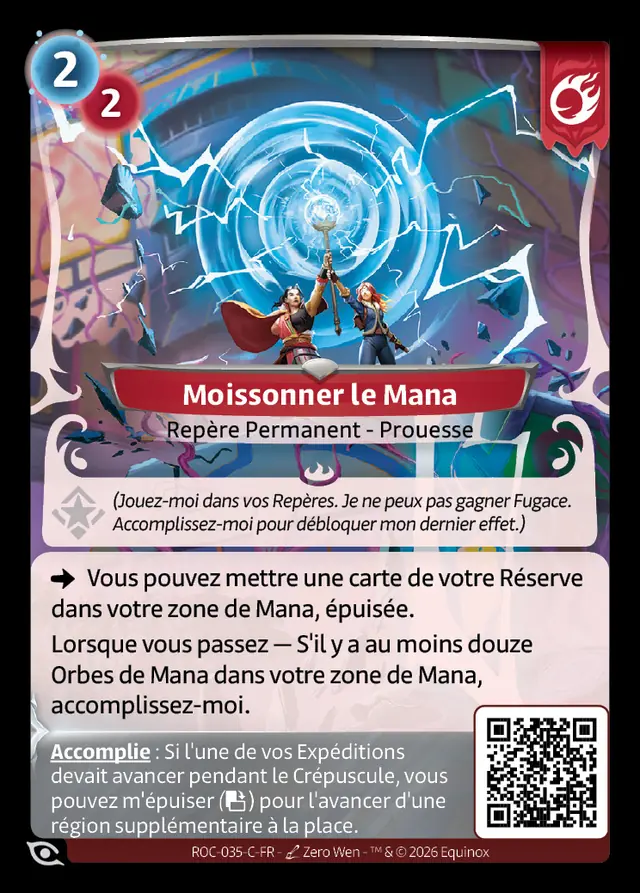 2
2
Moissonner le Mana
Repère Permanent - Prouesse
(Jouez-moi dans vos Repères. Je ne peux pas gagner Fugace.
Accomplissez-moi pour débloquer mon dernier effet.)
Vous pouvez mettre une carte de votre Réserve
dans votre zone de Mana, épuisée.
Lorsque vous passez — S'il y a au moins douze
Orbes de Mana dans votre zone de Mana,
accomplissez-moi.
Accomplie : Si l'une de vos Expéditions
devait avancer pendant le Crépuscule, vous
pouvez m'épuiser () pour l'avancer d'une
région supplémentaire à la place.
ROC-035-C-FR - Zero Wen - ™ & © 2026 Equinox